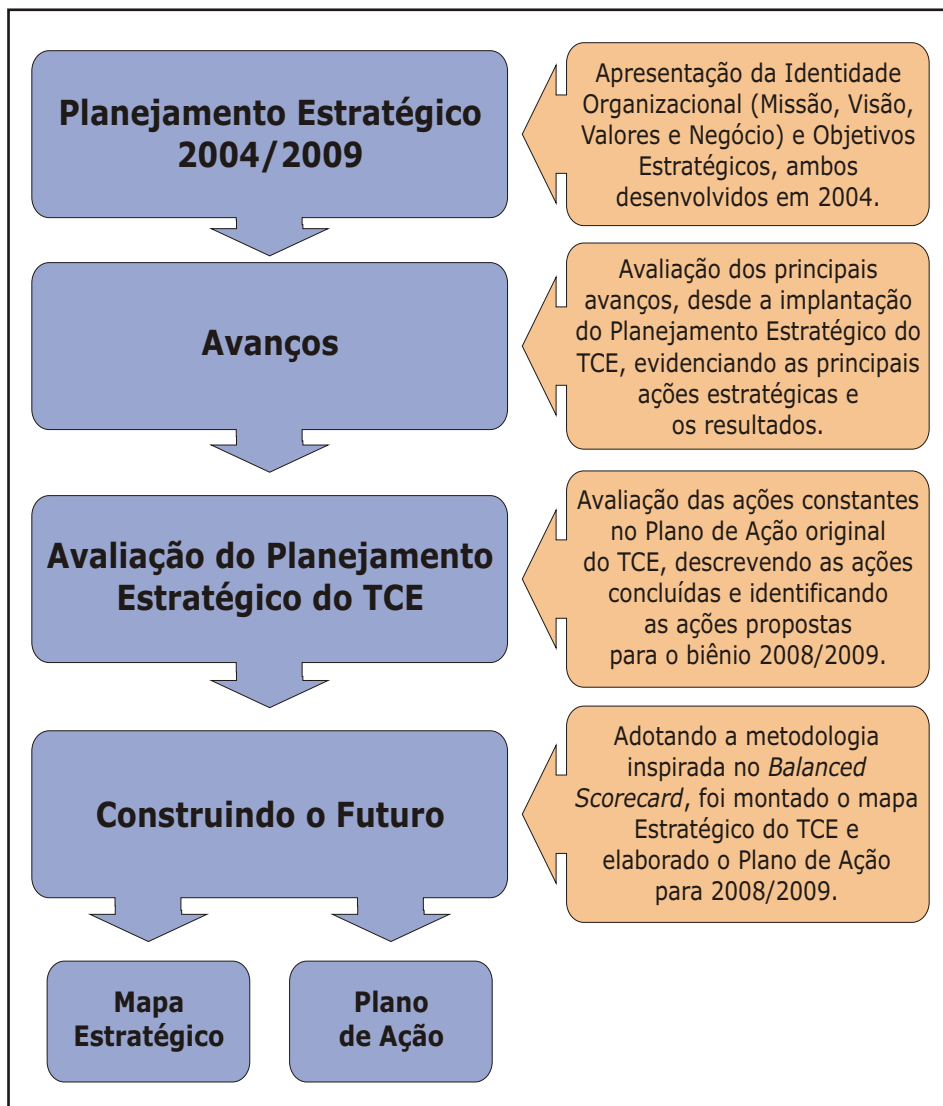 Planejamento Estratégico
2004/2009
Apresentação da Identidade
Organizacional (Missão, Visão,
Valores e Negócio) e Objetivos
Estratégicos, ambos
desenvolvidos em 2004.
Avanços
Avaliação dos principais
avanços, desde a implantação
do Planejamento Estratégico do
TCE, evidenciando as principais
ações estratégicas e
os resultados.
Avaliação do Planejamento
Estratégico do TCE
Avaliação das ações constantes
no Plano de Ação original
do TCE, descrevendo as ações
concluídas e identificando
as ações propostas
para o biênio 2008/2009.
Construindo o Futuro
Adotando a metodologia
inspirada no Balanced
Scorecard, foi montado o mapa
Estratégico do TCE e
elaborado o Plano de Ação
para 2008/2009.
Mapa
Estratégico
Plano
de Ação